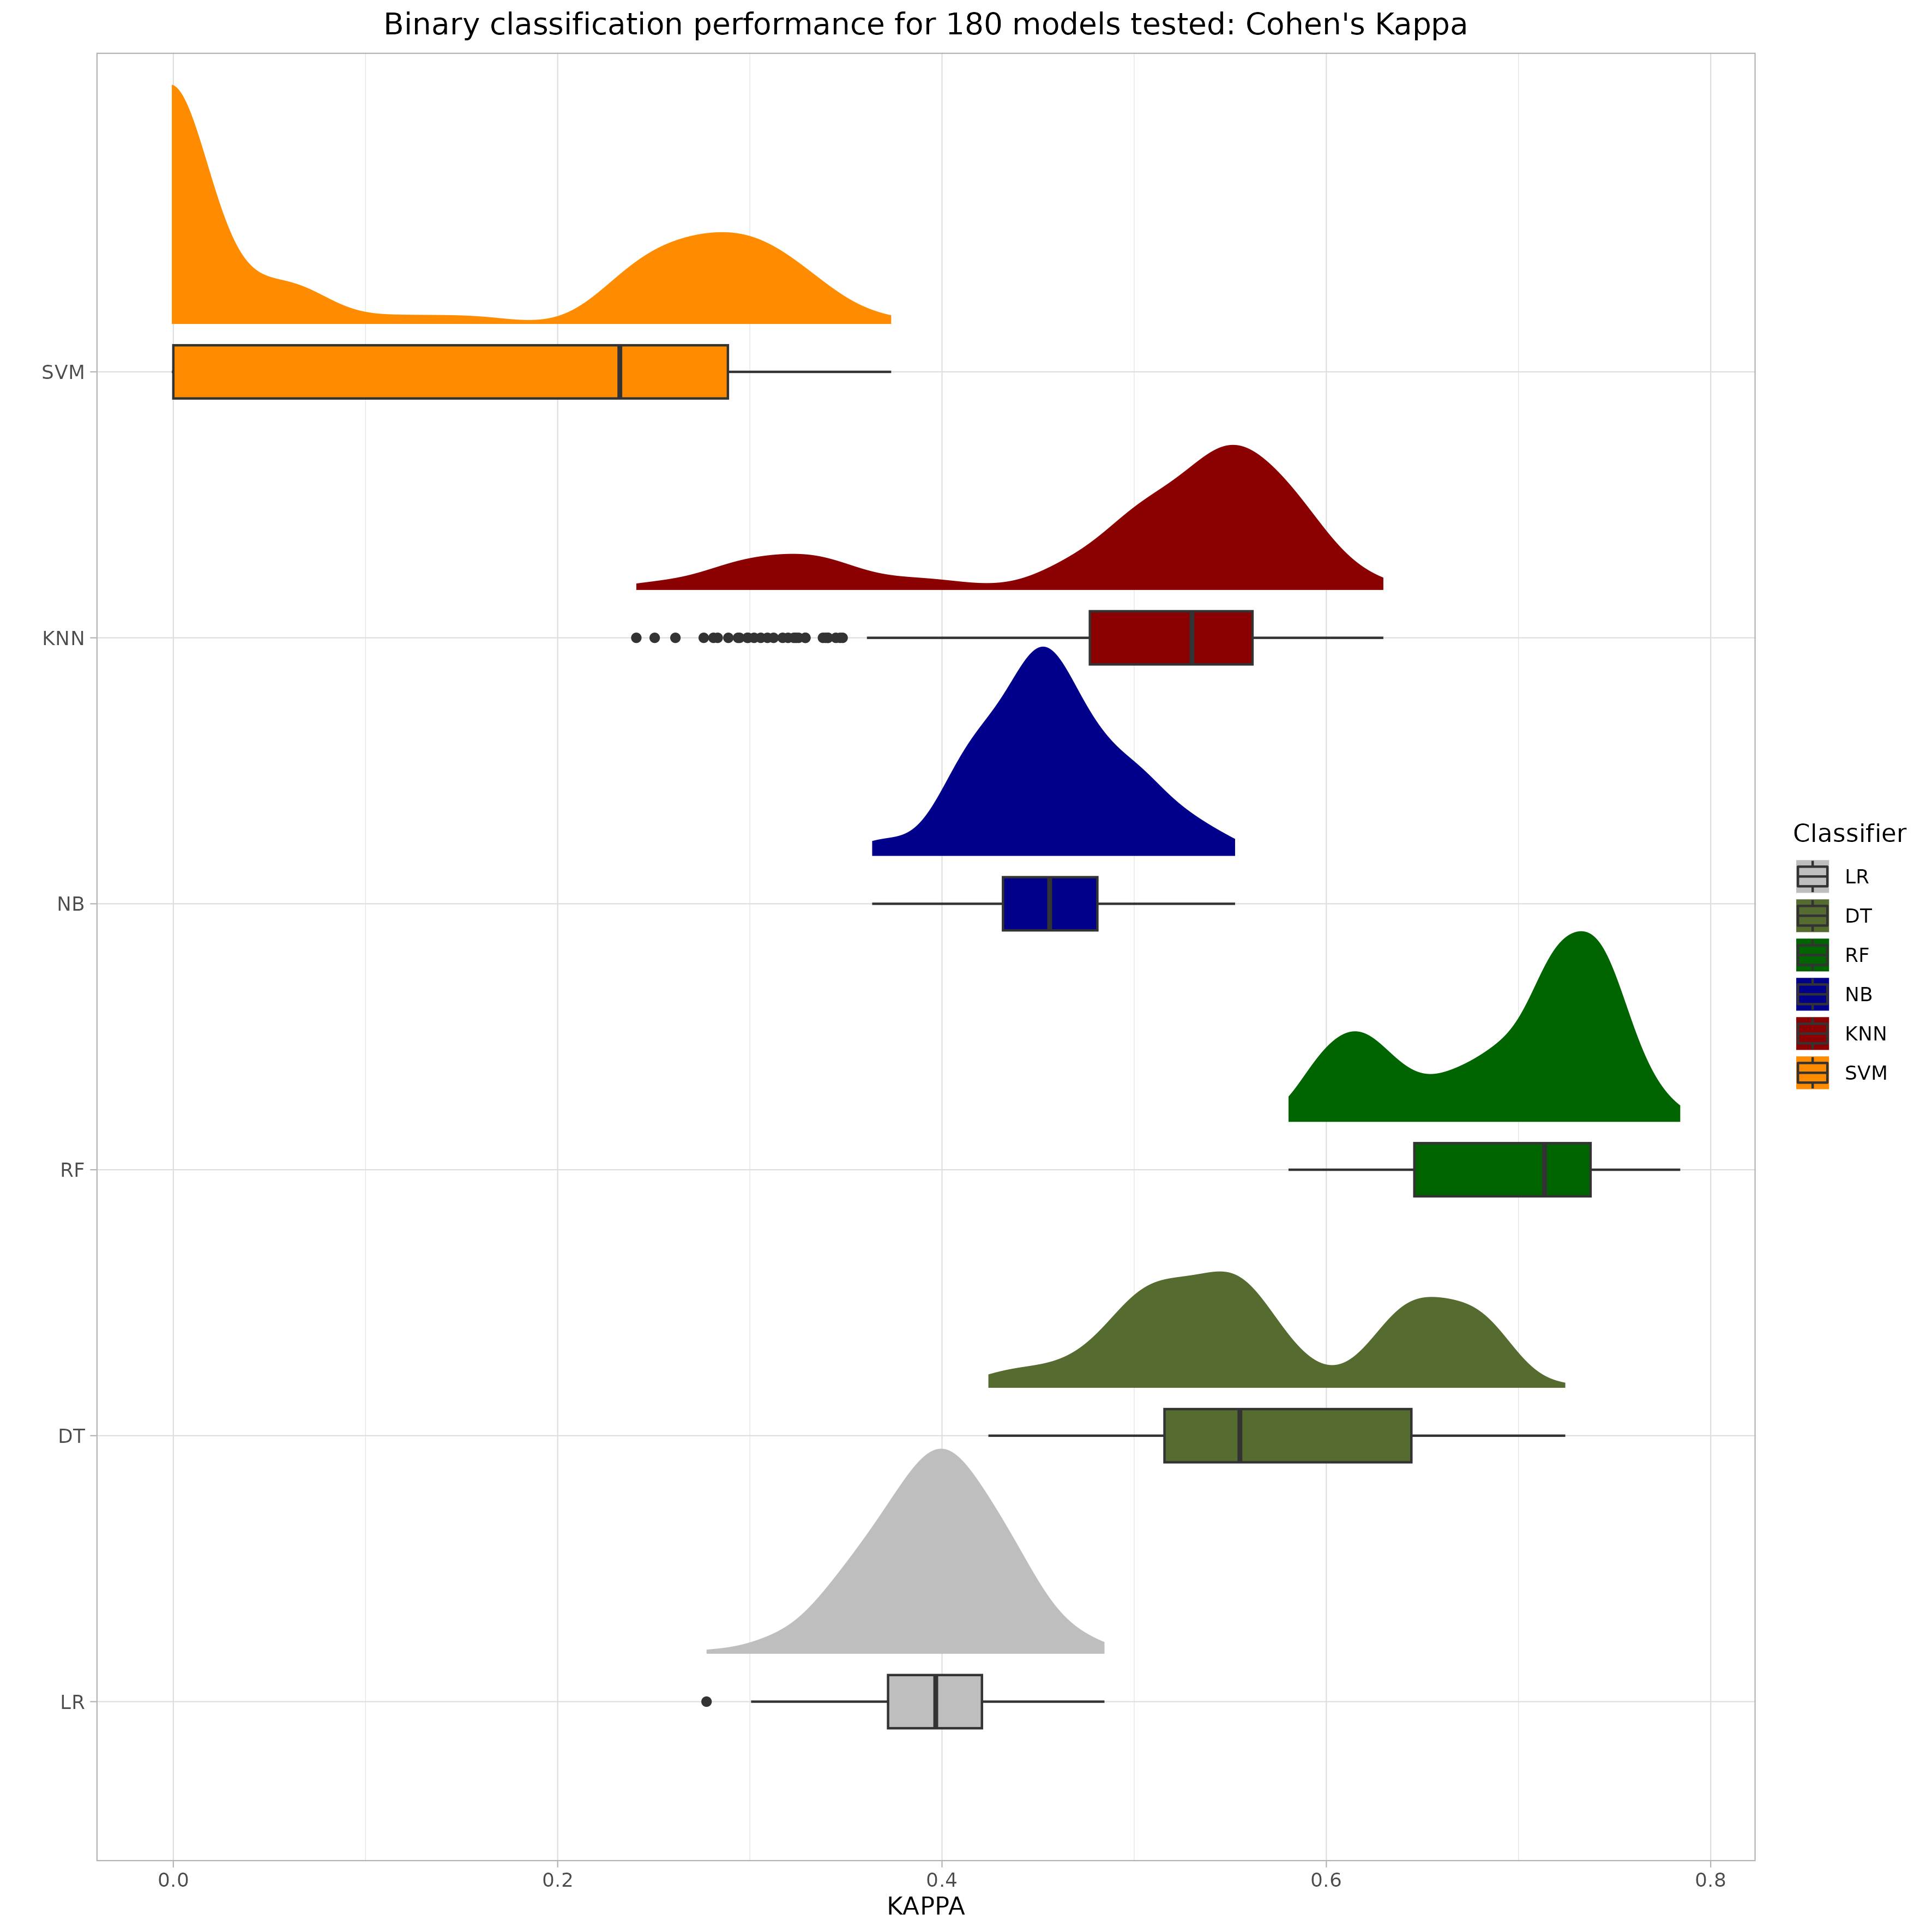 Binary classification performance for 180 models tested: Cohen's Kappa
SVM
KNN
NB
RF
DT
LR
0.0 0.2 0.4 0.6 0.8
KAPPA
Classifier
LR
DT
RF
NB
KNN
SVM